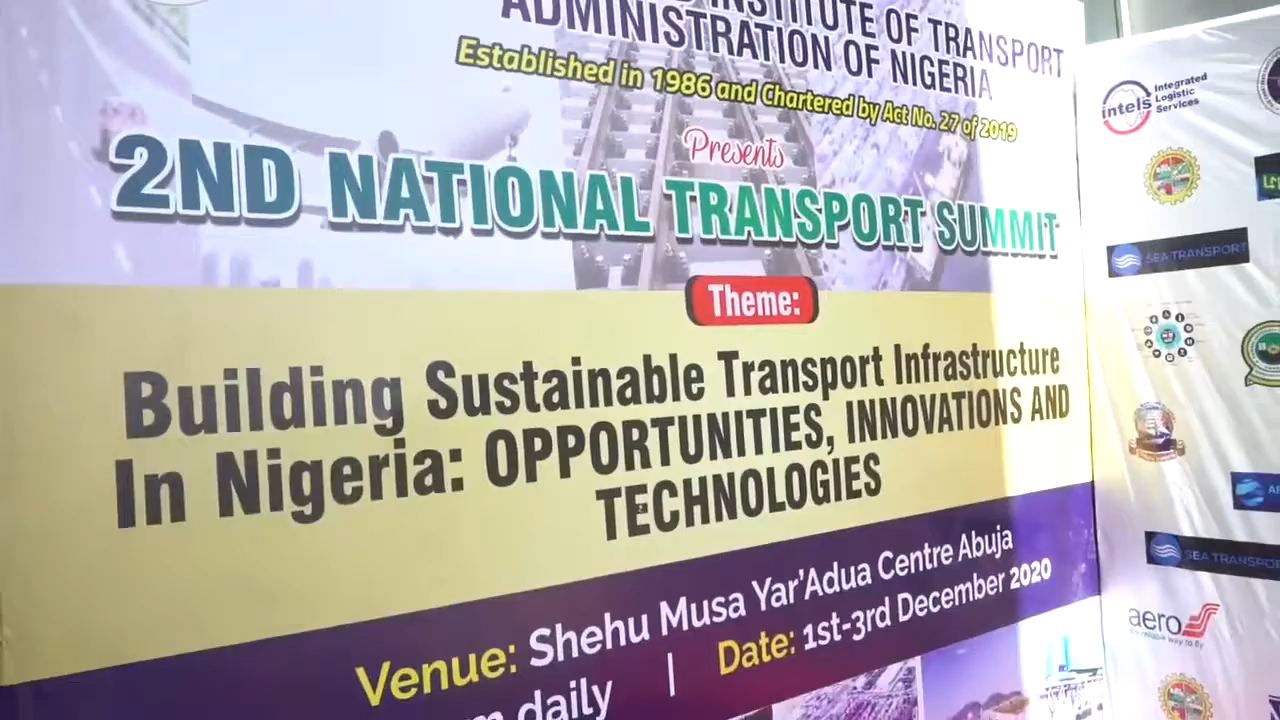 INSTITUTE OF TRANSPORT
ADMINISTRATION OF NIGERIA
Established in 1986 and Chartered by Act No. 27 of 2019
Presents
2ND NATIONAL TRANSPORT SUMMIT
Theme:
Building Sustainable Transport Infrastructure
In Nigeria: OPPORTUNITIES, INNOVATIONS AND
TECHNOLOGIES
Venue: Shehu Musa Yar'Adua Centre Abuja
daily | Date: 1st-3rd December 2020
intels Integrated
Logistic
Services
SEA TRANSPORT
SEA TRANSPOR
aero
reliable way to fly